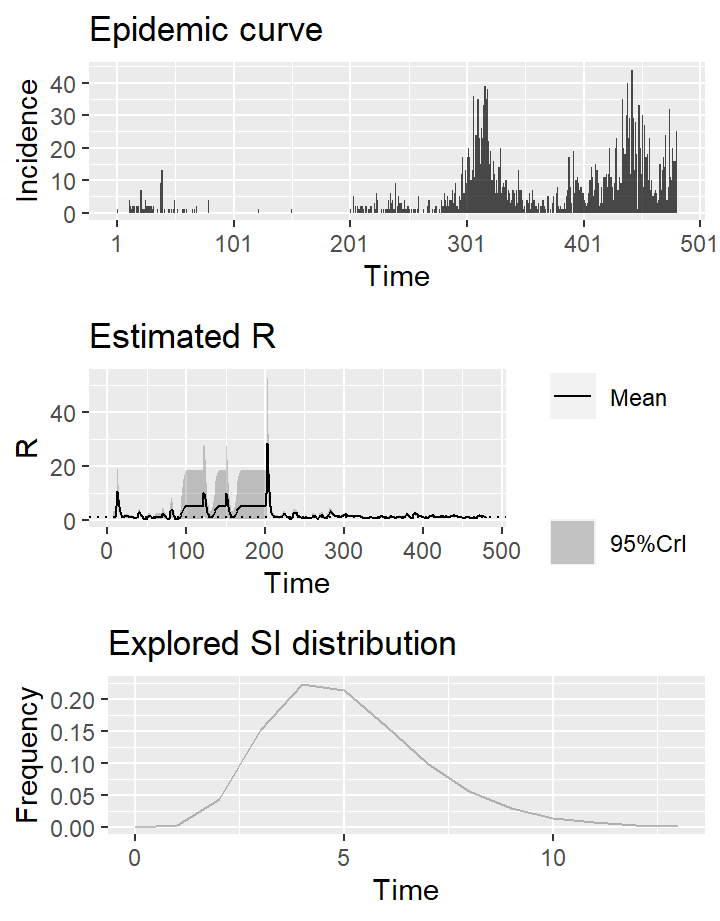 Epidemic curve
Incidence
40
30
20
10
0
1 101 201 301 401 501
Time
Estimated R
R
40
20
0
0 100 200 300 400 500
Time
Mean
95%CrI
Explored SI distribution
Frequency
0.20
0.15
0.10
0.05
0.00
0 5 10
Time